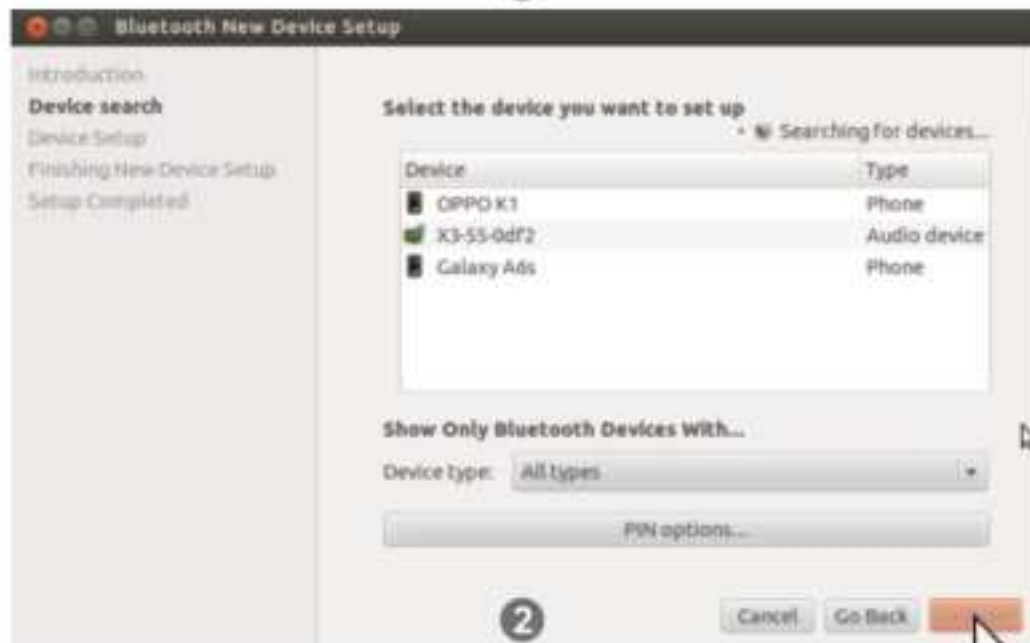 Bluetooth New Device Setup
Introduction
Device search
Device Setup
Finishing New Device Setup
Setup Completed
Select the device you want to set up
Searching for devices...
Device Type
OPPO K1 Phone
X3-55-0df2 Audio device
Galaxy A6s Phone
Show Only Bluetooth Devices With...
Device type: All types
PIN options...
2
Cancel Go Back